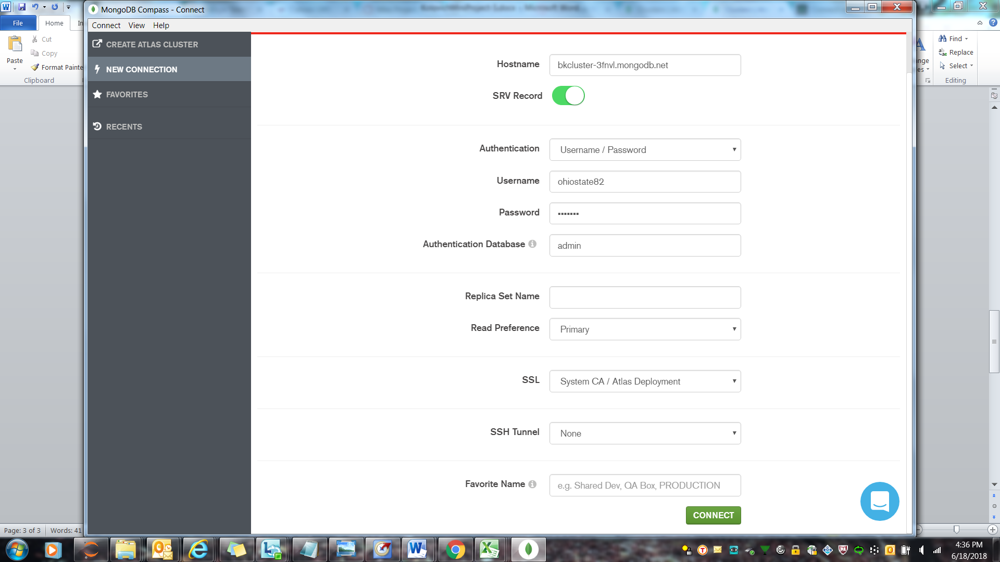 MongoDB Compass - Connect
File
Home
In
Connect View Help
Paste
Cut
Copy
Format Painte
Clipboard
Find
Replace
Select
Editing
ange
es
CREATE ATLAS CLUSTER
NEW CONNECTION
FAVORITES
RECENTS
Hostname
bkcluster-3fnvl.mongodb.net
SRV Record
Authentication
Username / Password
Username
ohiostate82
Password
•••••••
Authentication Database
admin
Replica Set Name
Read Preference
Primary
SSL
System CA / Atlas Deployment
SSH Tunnel
None
Favorite Name
e.g. Shared Dev, QA Box, PRODUCTION
CONNECT
Page: 3 of 3
Words: 41
4:36 PM
6/18/2018